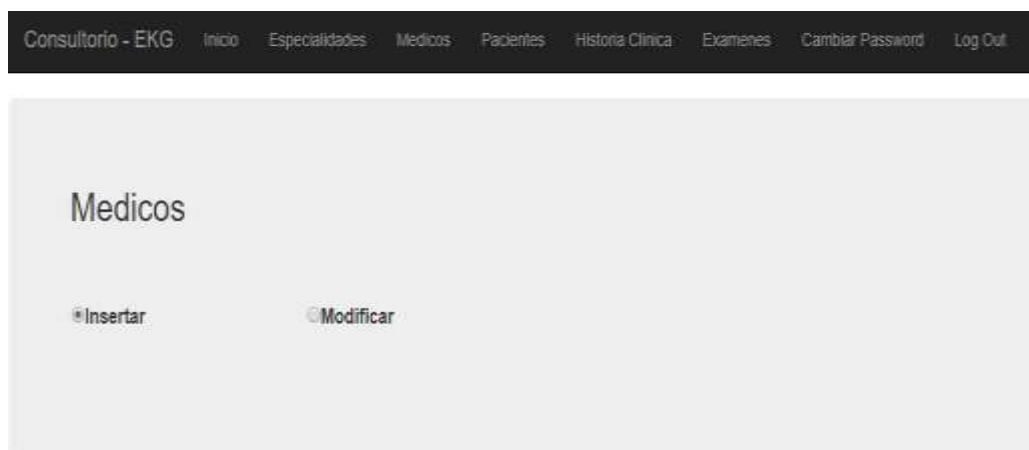 Consultorio - EKG Inicio Especialidades Medicos Pacientes Historia Clinica Examenes Cambiar Password Log Out
Medicos
Insertar Modificar